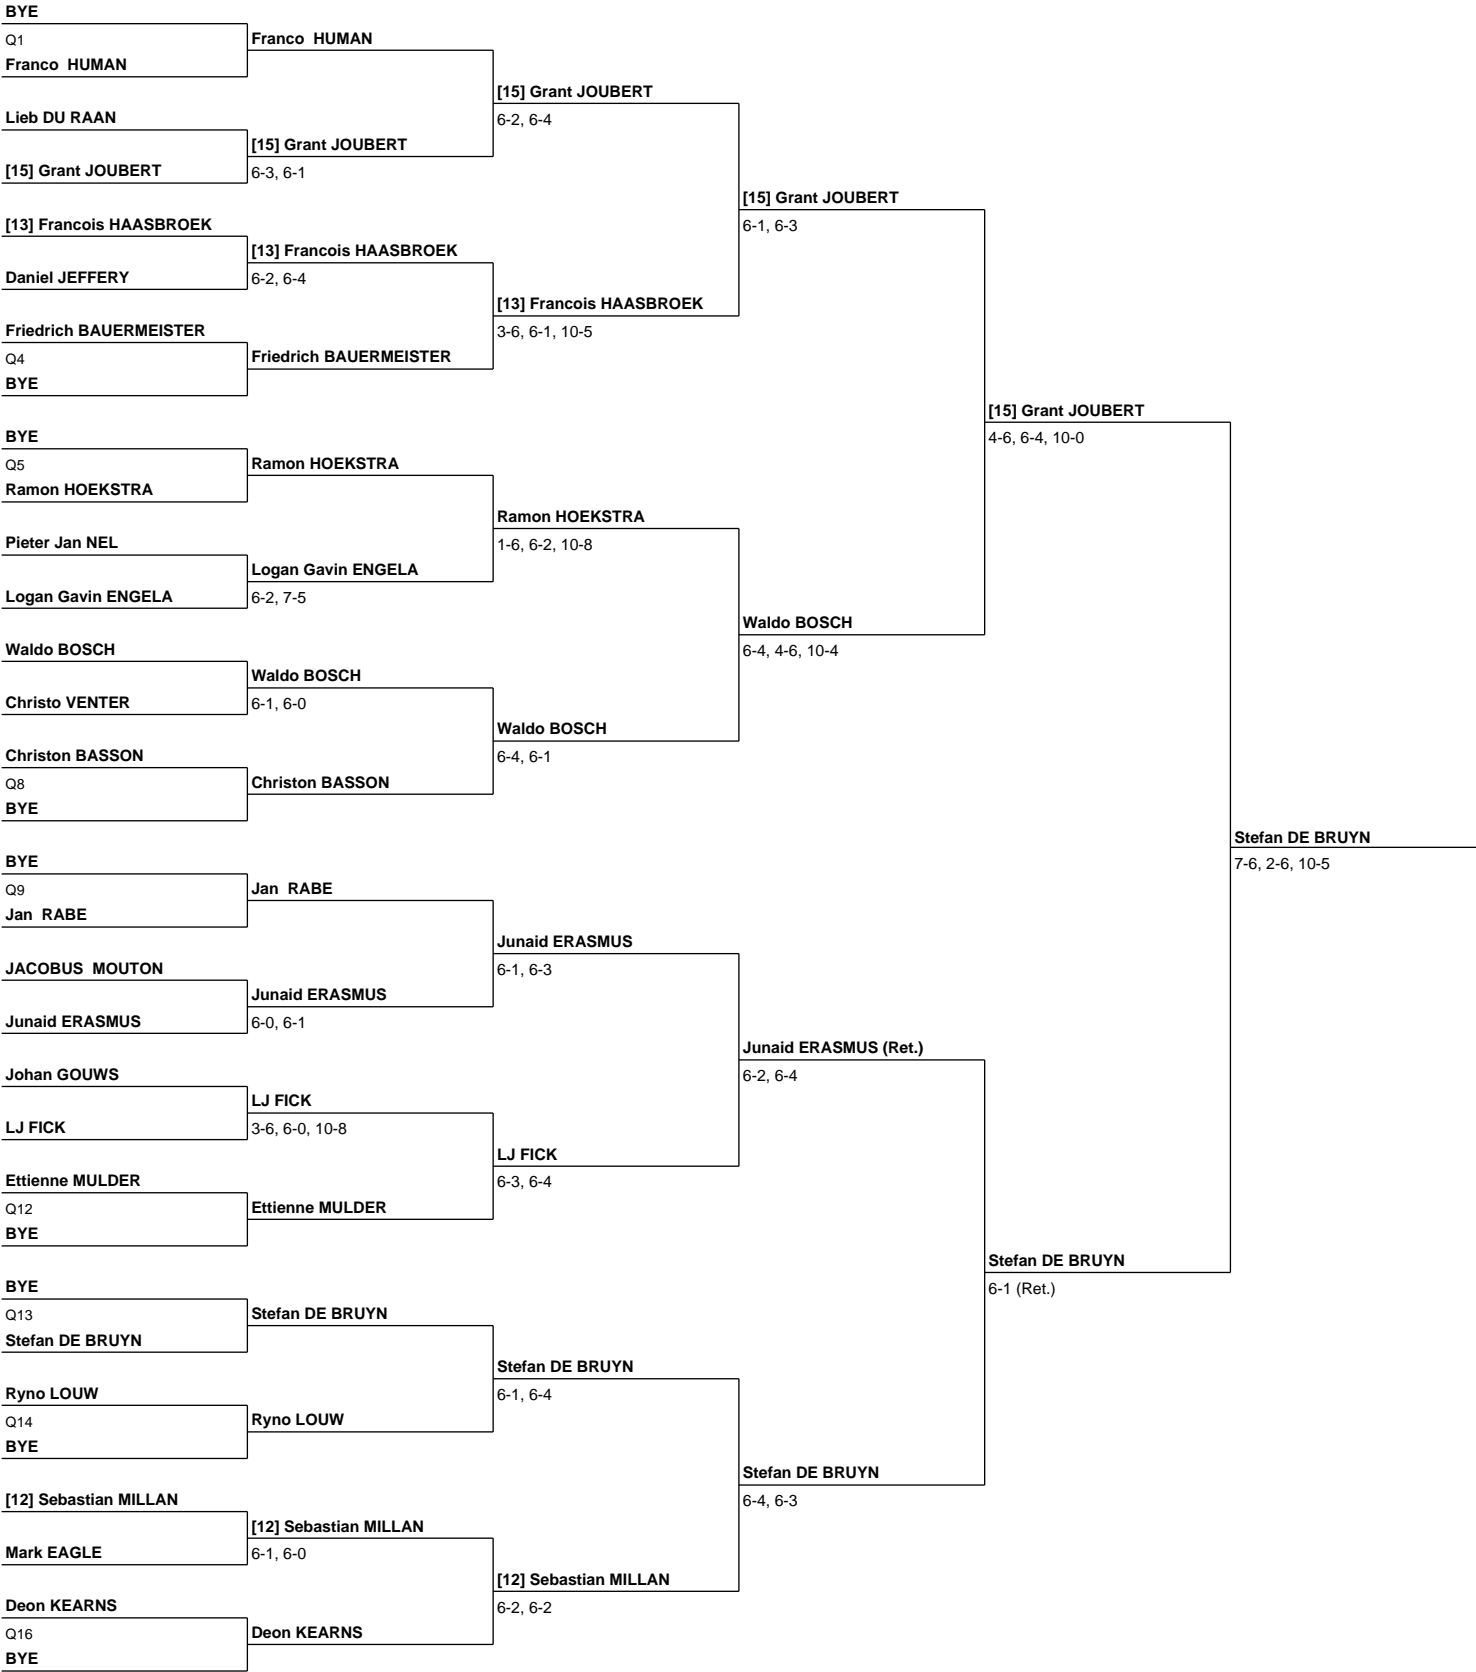 BYE
Q1
Franco  HUMAN
Franco  HUMAN
[15] Grant JOUBERT
6-2, 6-4
Lieb DU RAAN
[15] Grant JOUBERT
[15] Grant JOUBERT
6-3, 6-1
[15] Grant JOUBERT
6-1, 6-3
[13] Francois HAASBROEK
[13] Francois HAASBROEK
Daniel JEFFERY
6-2, 6-4
[13] Francois HAASBROEK
3-6, 6-1, 10-5
Friedrich BAUERMEISTER
Q4
Friedrich BAUERMEISTER
BYE
[15] Grant JOUBERT
4-6, 6-4, 10-0
BYE
Q5
Ramon HOEKSTRA
Ramon HOEKSTRA
Ramon HOEKSTRA
1-6, 6-2, 10-8
Pieter Jan NEL
Logan Gavin ENGELA
Logan Gavin ENGELA
6-2, 7-5
Waldo BOSCH
6-4, 4-6, 10-4
Waldo BOSCH
Waldo BOSCH
Christo VENTER
6-1, 6-0
Waldo BOSCH
6-4, 6-1
Christon BASSON
Q8
Christon BASSON
BYE
Stefan DE BRUYN
7-6, 2-6, 10-5
BYE
Q9
Jan  RABE
Jan  RABE
Junaid ERASMUS
6-1, 6-3
JACOBUS  MOUTON
Junaid ERASMUS
Junaid ERASMUS
6-0, 6-1
Junaid ERASMUS (Ret.)
6-2, 6-4
Johan GOUWS
LJ FICK
LJ FICK
3-6, 6-0, 10-8
LJ FICK
6-3, 6-4
Ettienne MULDER
Q12
Ettienne MULDER
BYE
Stefan DE BRUYN
6-1 (Ret.)
BYE
Q13
Stefan DE BRUYN
Stefan DE BRUYN
Stefan DE BRUYN
6-1, 6-4
Ryno LOUW
Q14
Ryno LOUW
BYE
Stefan DE BRUYN
6-4, 6-3
[12] Sebastian MILLAN
[12] Sebastian MILLAN
Mark EAGLE
6-1, 6-0
[12] Sebastian MILLAN
6-2, 6-2
Deon KEARNS
Q16
Deon KEARNS
BYE